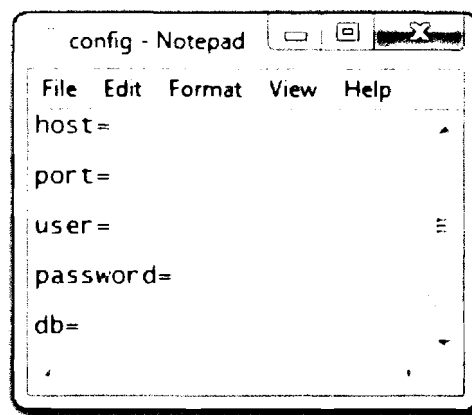 config - Notepad
File Edit Format View Help
host=
port=
user=
password=
db=